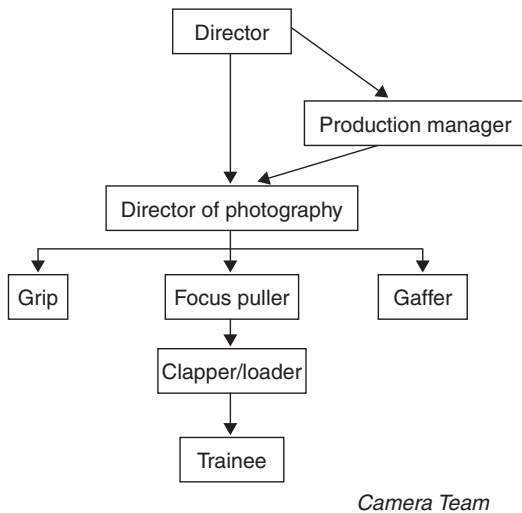 Director
Production manager
Director of photography
Grip
Focus puller
Gaffer
Clapper/loader
Trainee
Camera Team